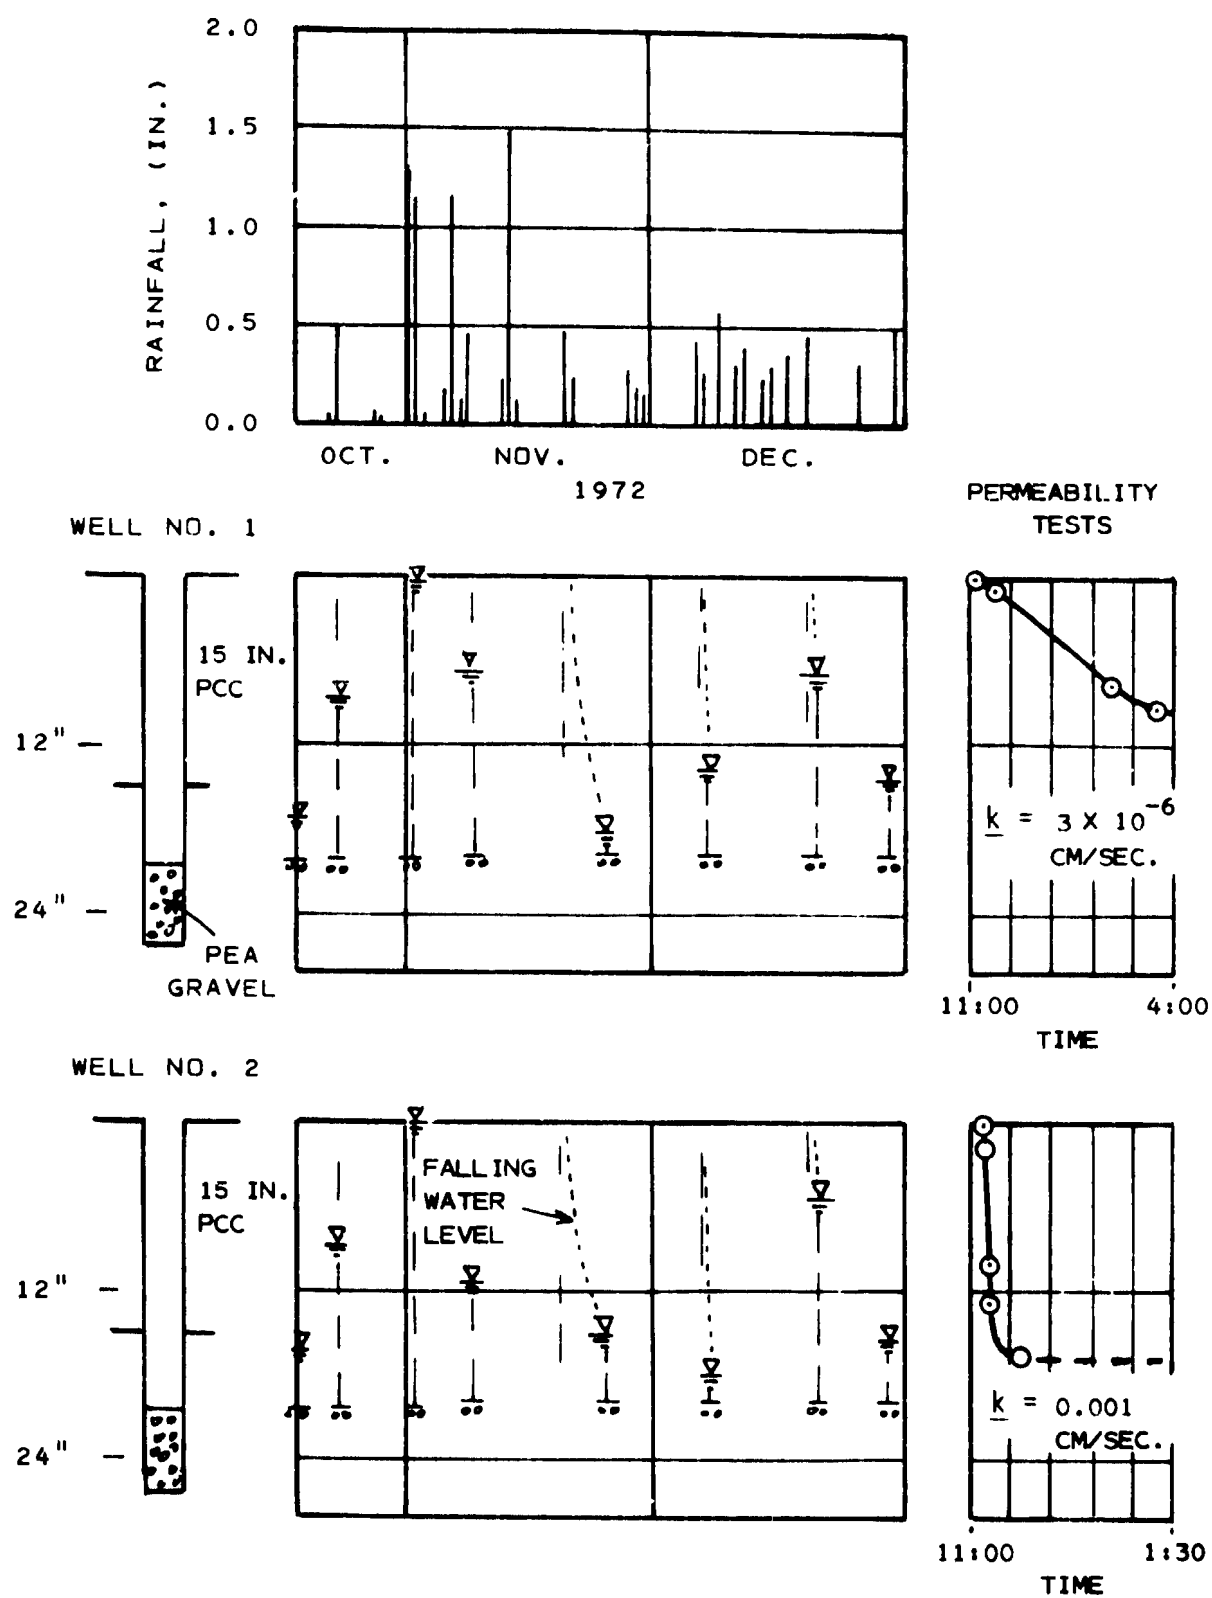 2.0
1.5
1.0
0.5
0.0
RAINFALL, (IN.)
OCT. NOV. DEC.
1972
PERMEABILITY
TESTS
WELL NO. 1
15 IN.
PCC
12"
24"
PEA
GRAVEL
k = 3 X 10-6
CM/SEC.
11:00 4:00
TIME
WELL NO. 2
15 IN.
PCC
FALLING
WATER
LEVEL
12"
24"
k = 0.001
CM/SEC.
11:00 1:30
TIME